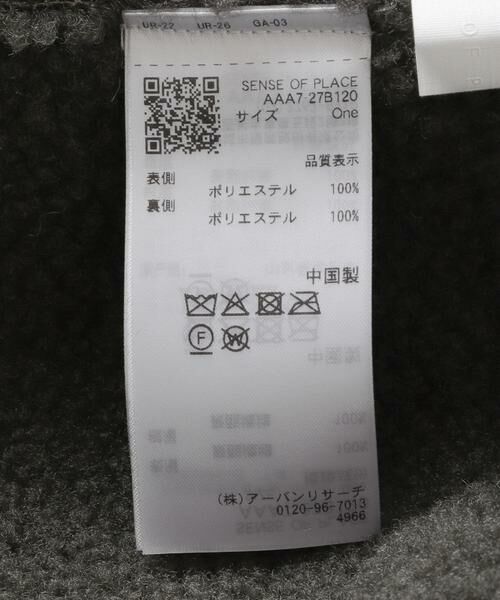 UR-22 UR-26 GA-03
SENSE OF PLACE
AAA7 27B120
サイズ One
品質表示
表側
ポリエステル 100%
裏側
ポリエステル 100%
中国製
F
W
(株)アーバンリサーチ
0120-96-7013
4966